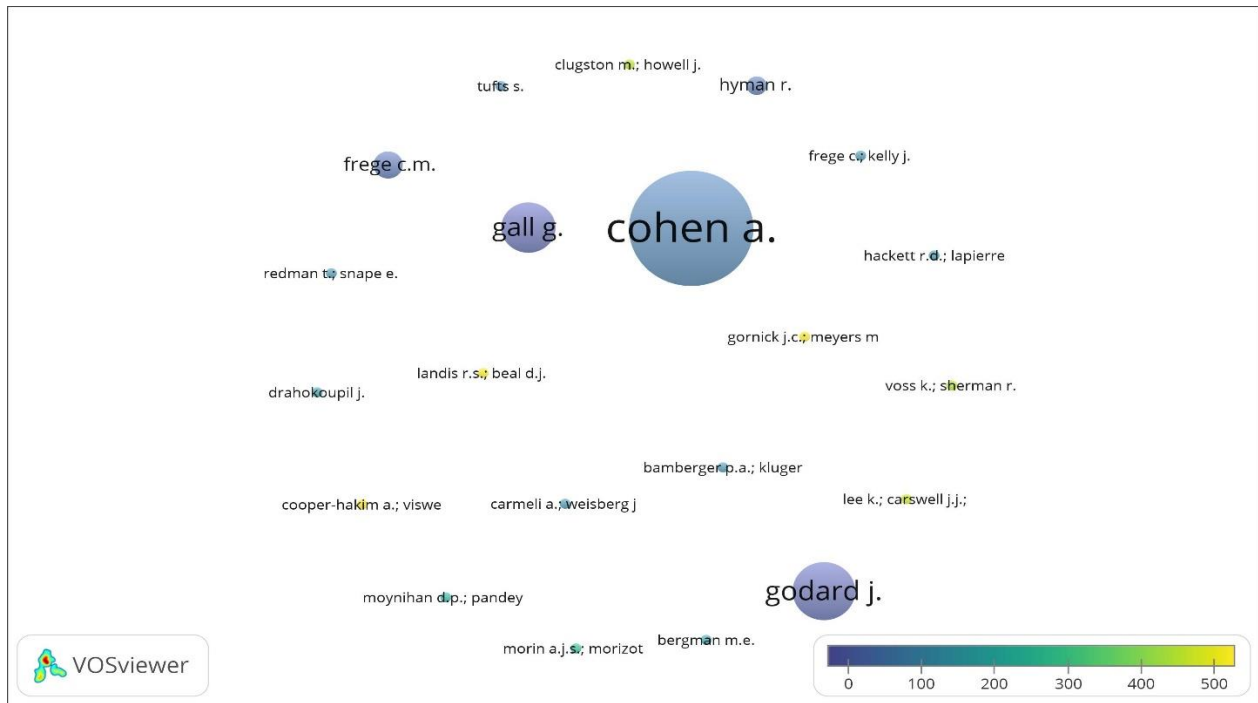 clugston m.; howell j.
tufts s.
hyman r.
frege c.m.
frege c.; kelly j.
gall g.
cohen a.
hackett r.d.; lapierre
redman t.; snape e.
gornick j.c.; meyers m
landis r.s.; beal d.j.
voss k.; sherman r.
drahokoupil j.
bamberger p.a.; kluger
cooper-hakim a.; viswe
carmeli a.; weisberg j
lee k.; carswell j.j.;
godard j.
moynihan d.p.; pandey
bergman m.e.
morin a.j.s.; morizot
VOSviewer
0 100 200 300 400 500